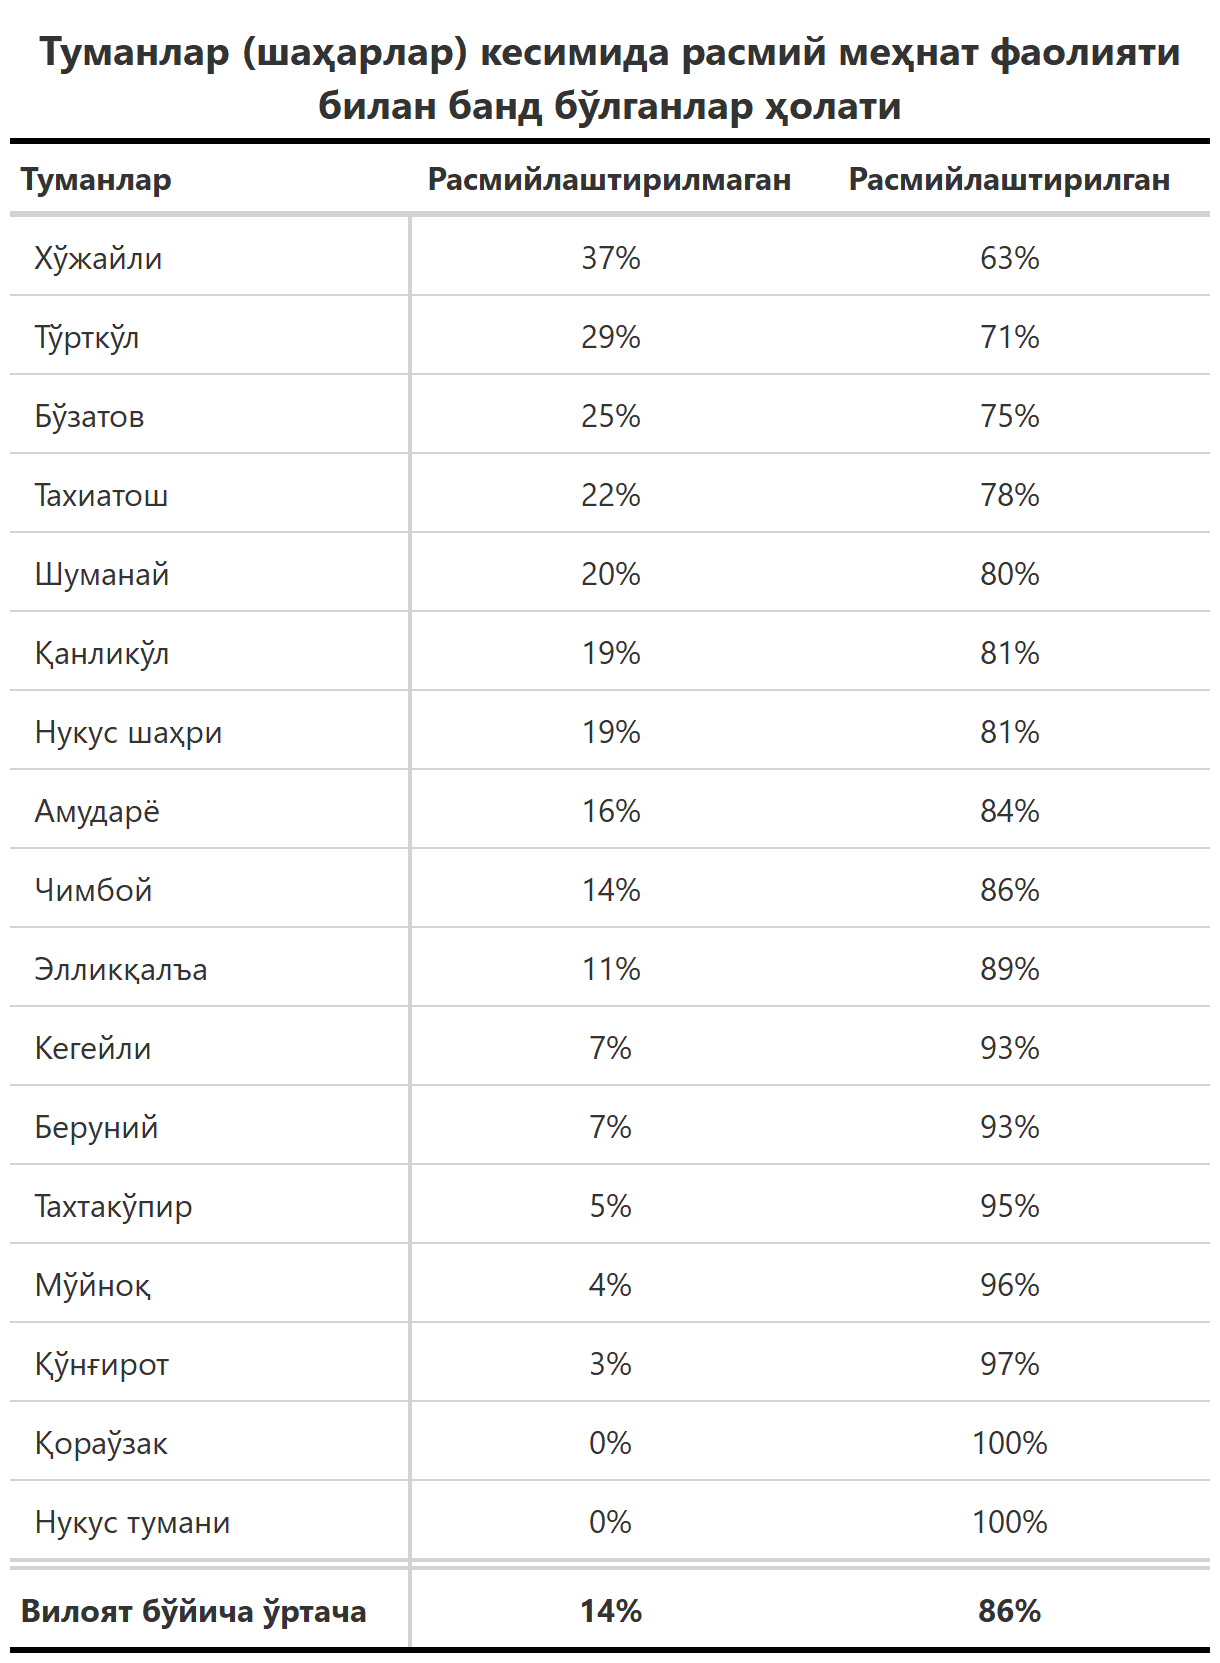 Туманлар (шаҳарлар) кесимида расмий меҳнат фаолияти
билан банд бўлганлар ҳолати
Туманлар Расмийлаштирилмаган Расмийлаштирилган
Хўжайли 37% 63%
Тўрткўл 29% 71%
Бўзатов 25% 75%
Тахиатош 22% 78%
Шуманай 20% 80%
Қанликўл 19% 81%
Нукус шаҳри 19% 81%
Амударё 16% 84%
Чимбой 14% 86%
Элликқалъа 11% 89%
Кегейли 7% 93%
Беруний 7% 93%
Тахтакўпир 5% 95%
Мўйноқ 4% 96%
Қўнғирот 3% 97%
Қораўзак 0% 100%
Нукус тумани 0% 100%
Вилоят бўйича ўртача 14% 86%